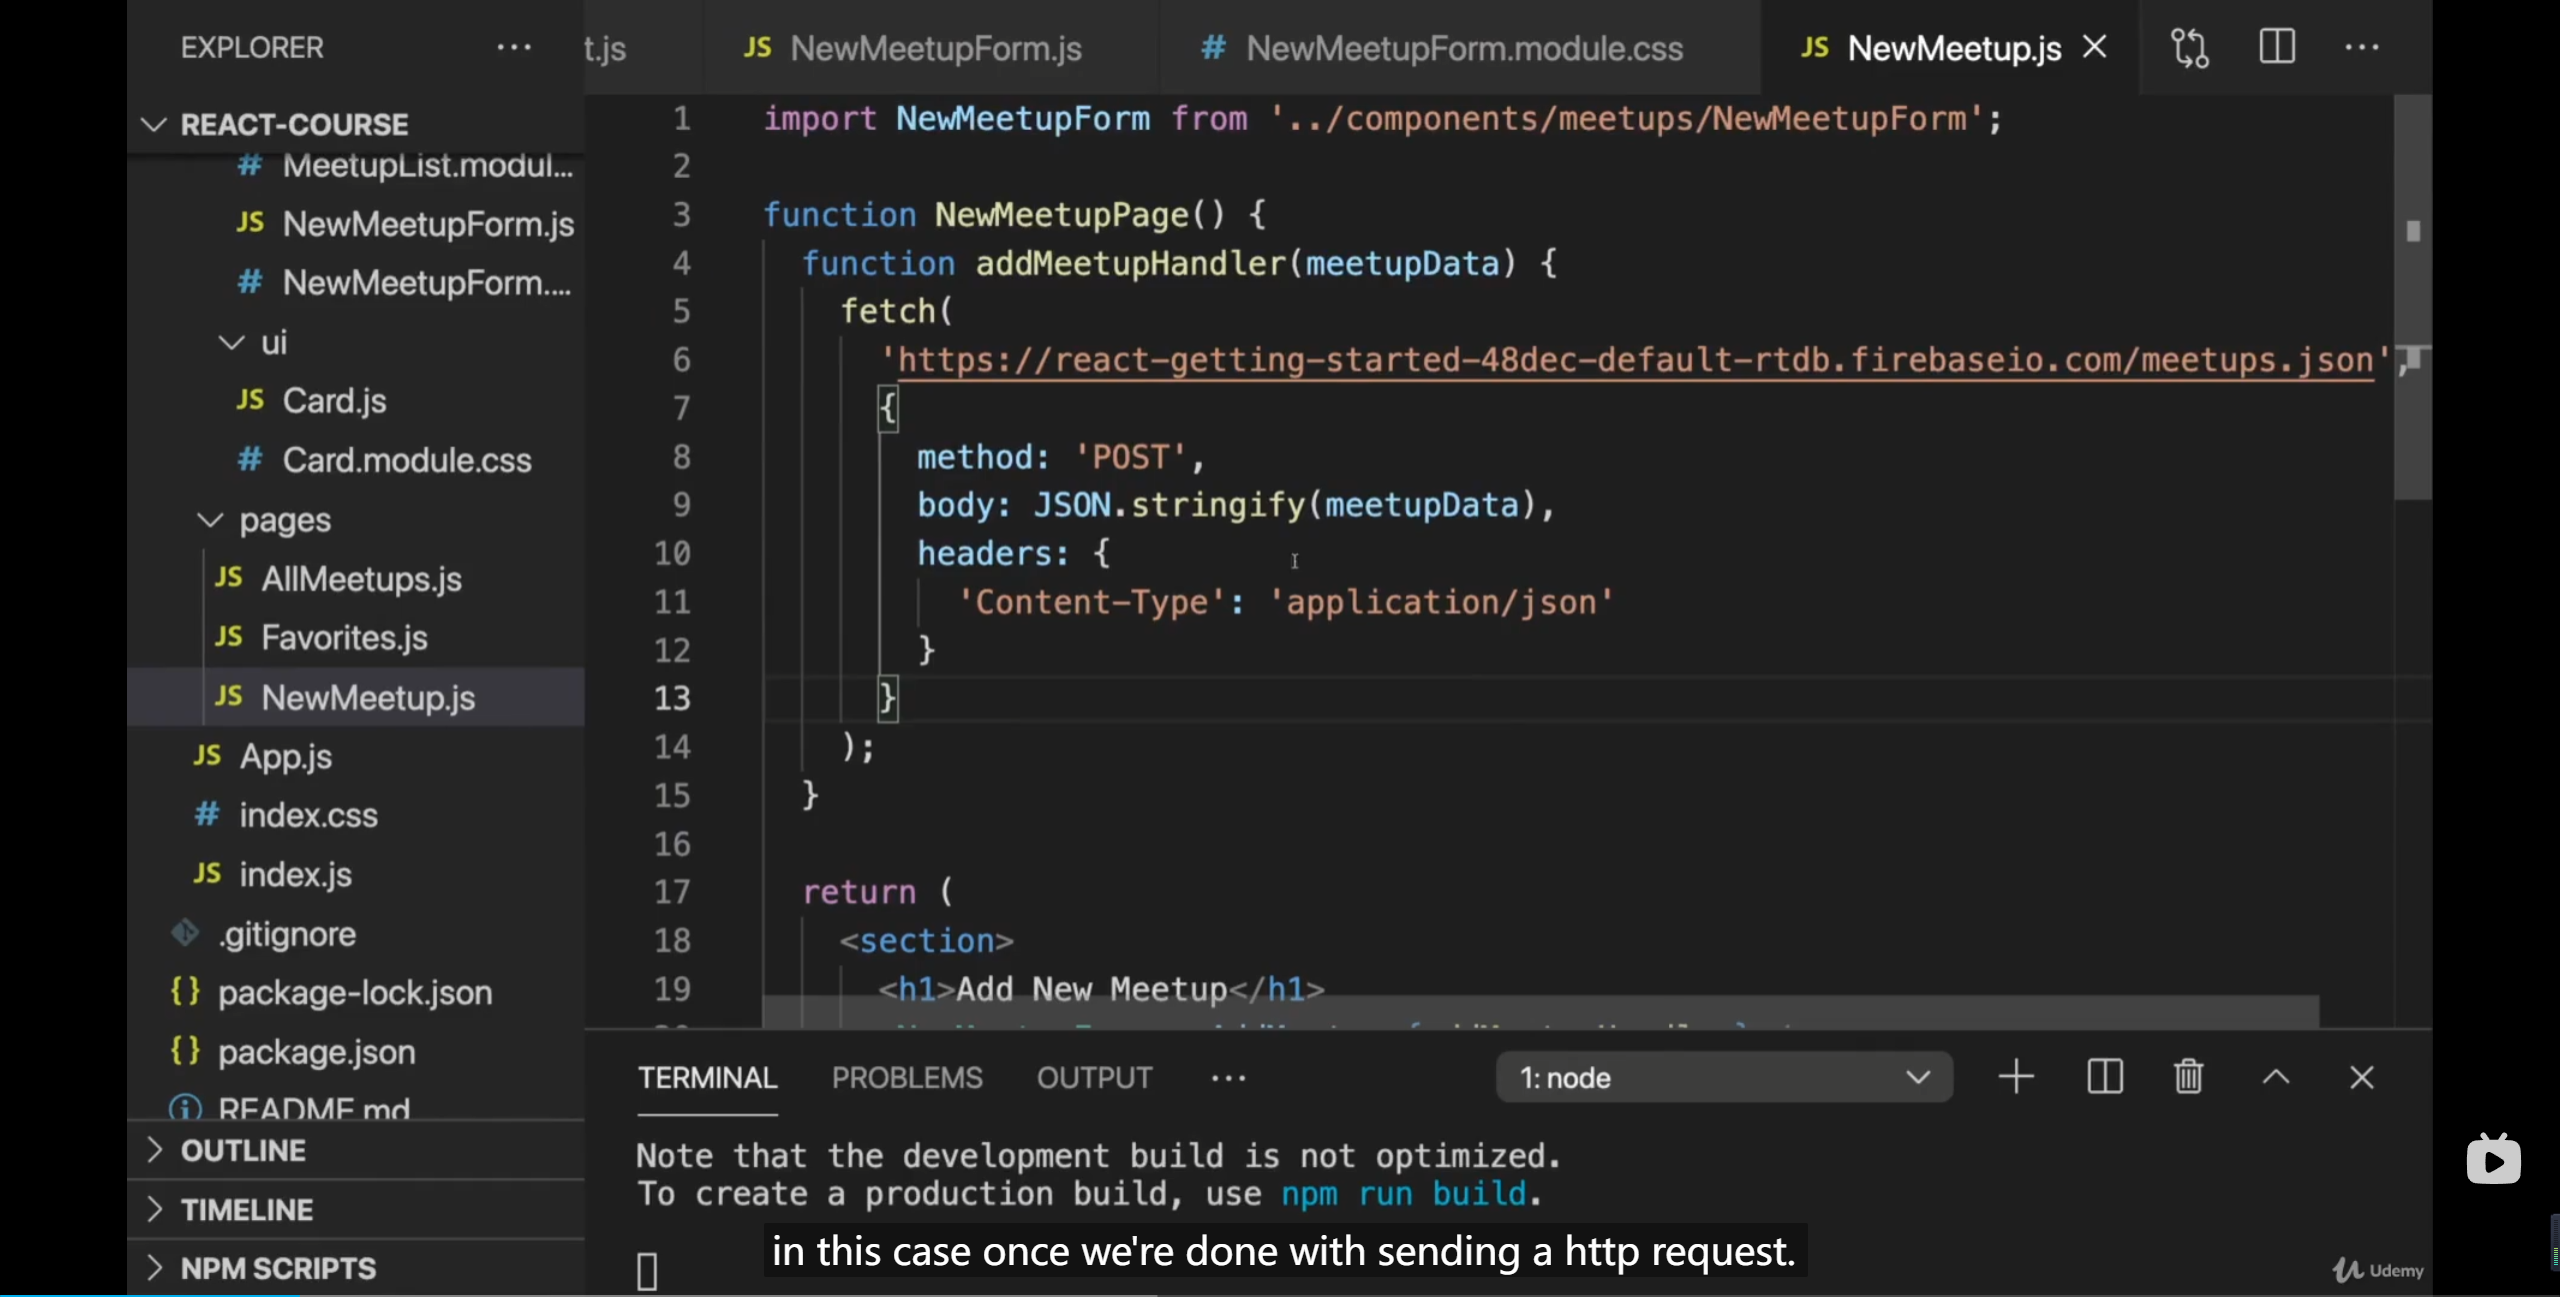 EXPLORER ...
REACT-COURSE
# MeetupList.modul...
JS NewMeetupForm.js
# NewMeetupForm....
ui
JS Card.js
# Card.module.css
pages
JS AllMeetups.js
JS Favorites.js
JS NewMeetup.js
JS App.js
# index.css
JS index.js
.gitignore
{} package-lock.json
{} package.json
README.md
OUTLINE
TIMELINE
NPM SCRIPTS
t.js JS NewMeetupForm.js # NewMeetupForm.module.css JS NewMeetup.js ...
1 import NewMeetupForm from '../components/meetups/NewMeetupForm';
2
3 function NewMeetupPage() {
4 function addMeetupHandler(meetupData) {
5 fetch(
6 'https://react-getting-started-48dec-default-rtdb.firebaseio.com/meetups.json',
7 {
8 method: 'POST',
9 body: JSON.stringify(meetupData),
10 headers: {
11 'Content-Type': 'application/json'
12 }
13 }
14 );
15 }
16
17 return (
18 <section>
19 <h1>Add New Meetup</h1>
TERMINAL PROBLEMS OUTPUT ... 1: node
Note that the development build is not optimized.
To create a production build, use npm run build.
in this case once we're done with sending a http request.
Udemy